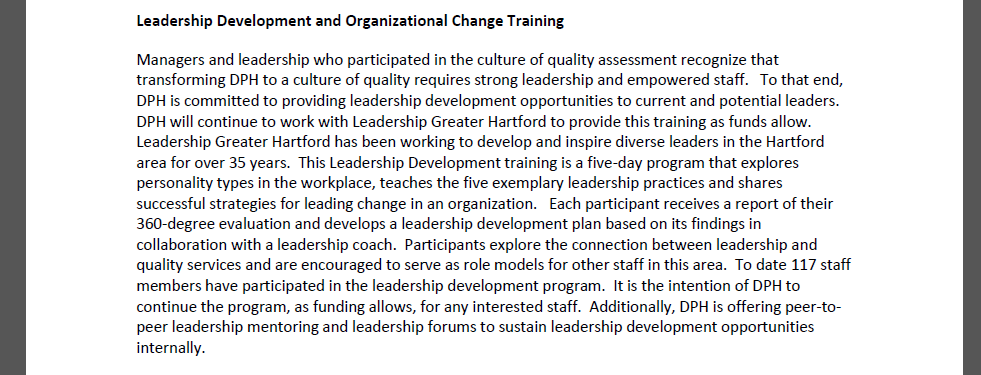 Leadership Development and Organizational Change Training
Managers and leadership who participated in the culture of quality assessment recognize that
transforming DPH to a culture of quality requires strong leadership and empowered staff.   To that end,
DPH is committed to providing leadership development opportunities to current and potential leaders.
DPH will continue to work with Leadership Greater Hartford to provide this training as funds allow.
Leadership Greater Hartford has been working to develop and inspire diverse leaders in the Hartford
area for over 35 years.  This Leadership Development training is a five-day program that explores
personality types in the workplace, teaches the five exemplary leadership practices and shares
successful strategies for leading change in an organization.   Each participant receives a report of their
360-degree evaluation and develops a leadership development plan based on its findings in
collaboration with a leadership coach.  Participants explore the connection between leadership and
quality services and are encouraged to serve as role models for other staff in this area.  To date 117 staff
members have participated in the leadership development program.  It is the intention of DPH to
continue the program, as funding allows, for any interested staff.  Additionally, DPH is offering peer-to-
peer leadership mentoring and leadership forums to sustain leadership development opportunities
internally.